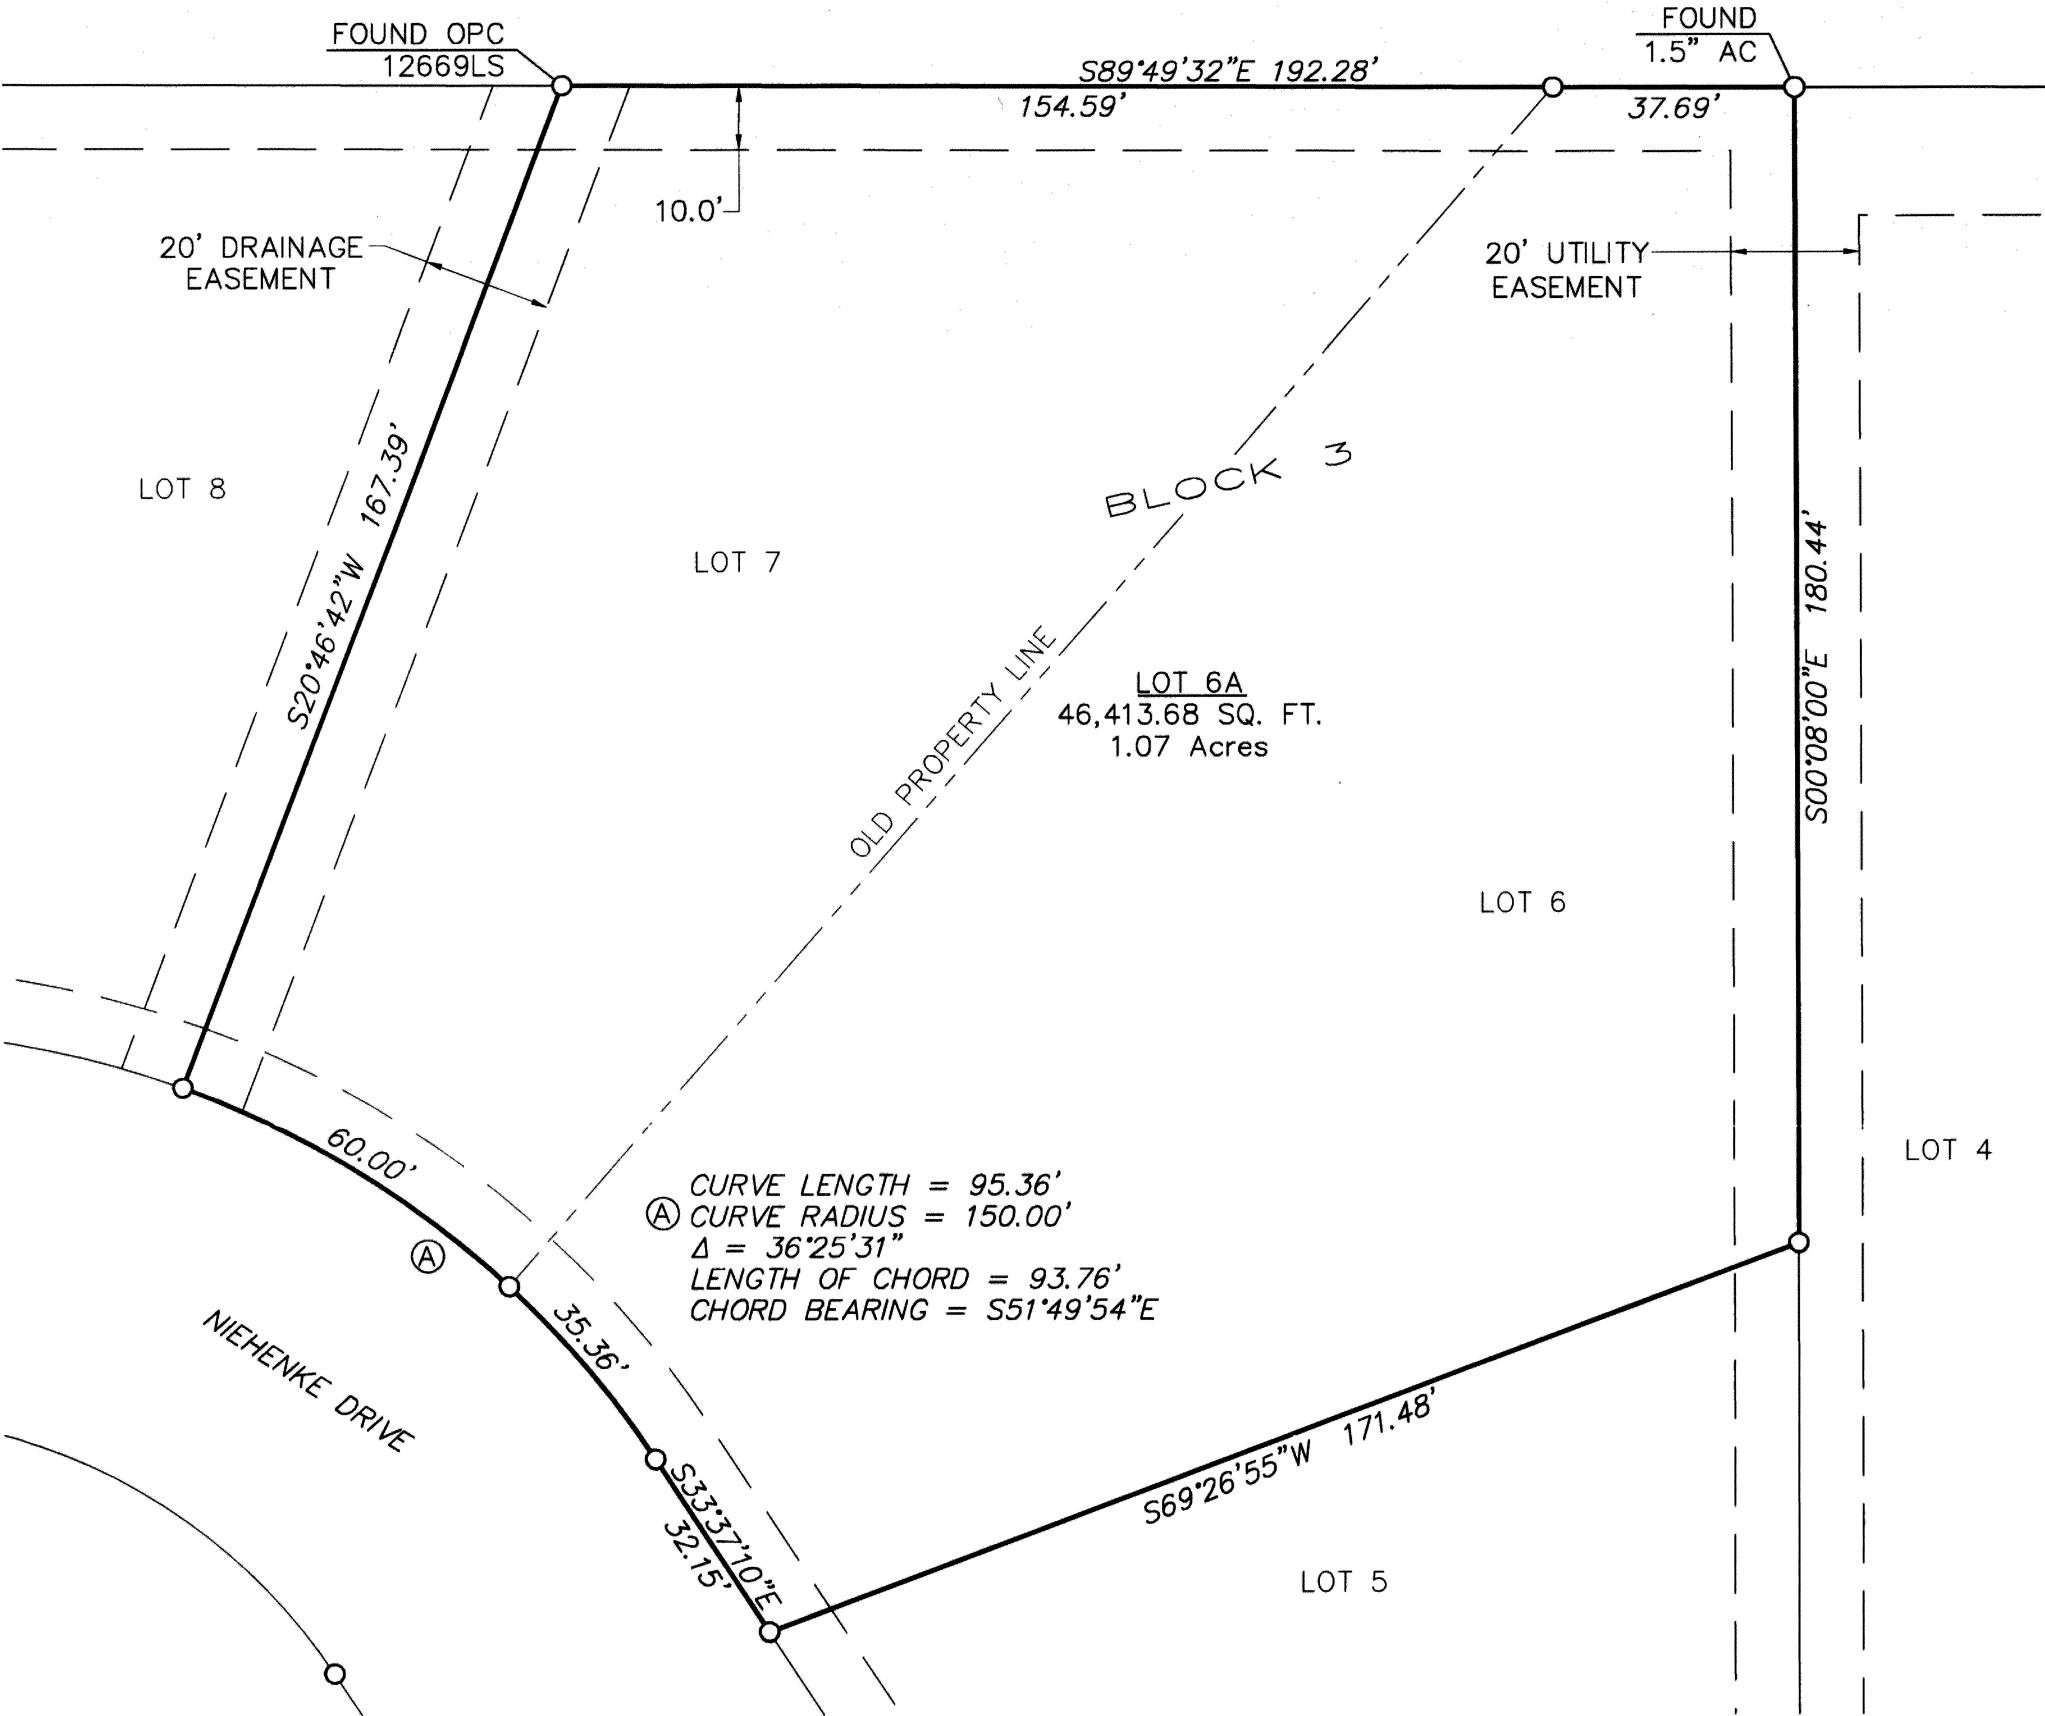 FOUND OPC
12669LS
FOUND
1.5" AC
S89°49'32"E 192.28'
154.59'
37.69'
10.0'
20' DRAINAGE
EASEMENT
20' UTILITY
EASEMENT
BLOCK 3
LOT 8
S20°46'42"W 167.39'
LOT 7
S00°08'00"E 180.44'
OLD PROPERTY LINE
LOT 6A
46,413.68 SQ. FT.
1.07 Acres
LOT 6
LOT 4
60.00'
A
A
CURVE LENGTH = 95.36'
CURVE RADIUS = 150.00'
Δ = 36°25'31"
LENGTH OF CHORD = 93.76'
CHORD BEARING = S51°49'54"E
35.36'
NIEHENKE DRIVE
S33°37'10"E
32.15'
S69°26'55"W 171.48'
LOT 5